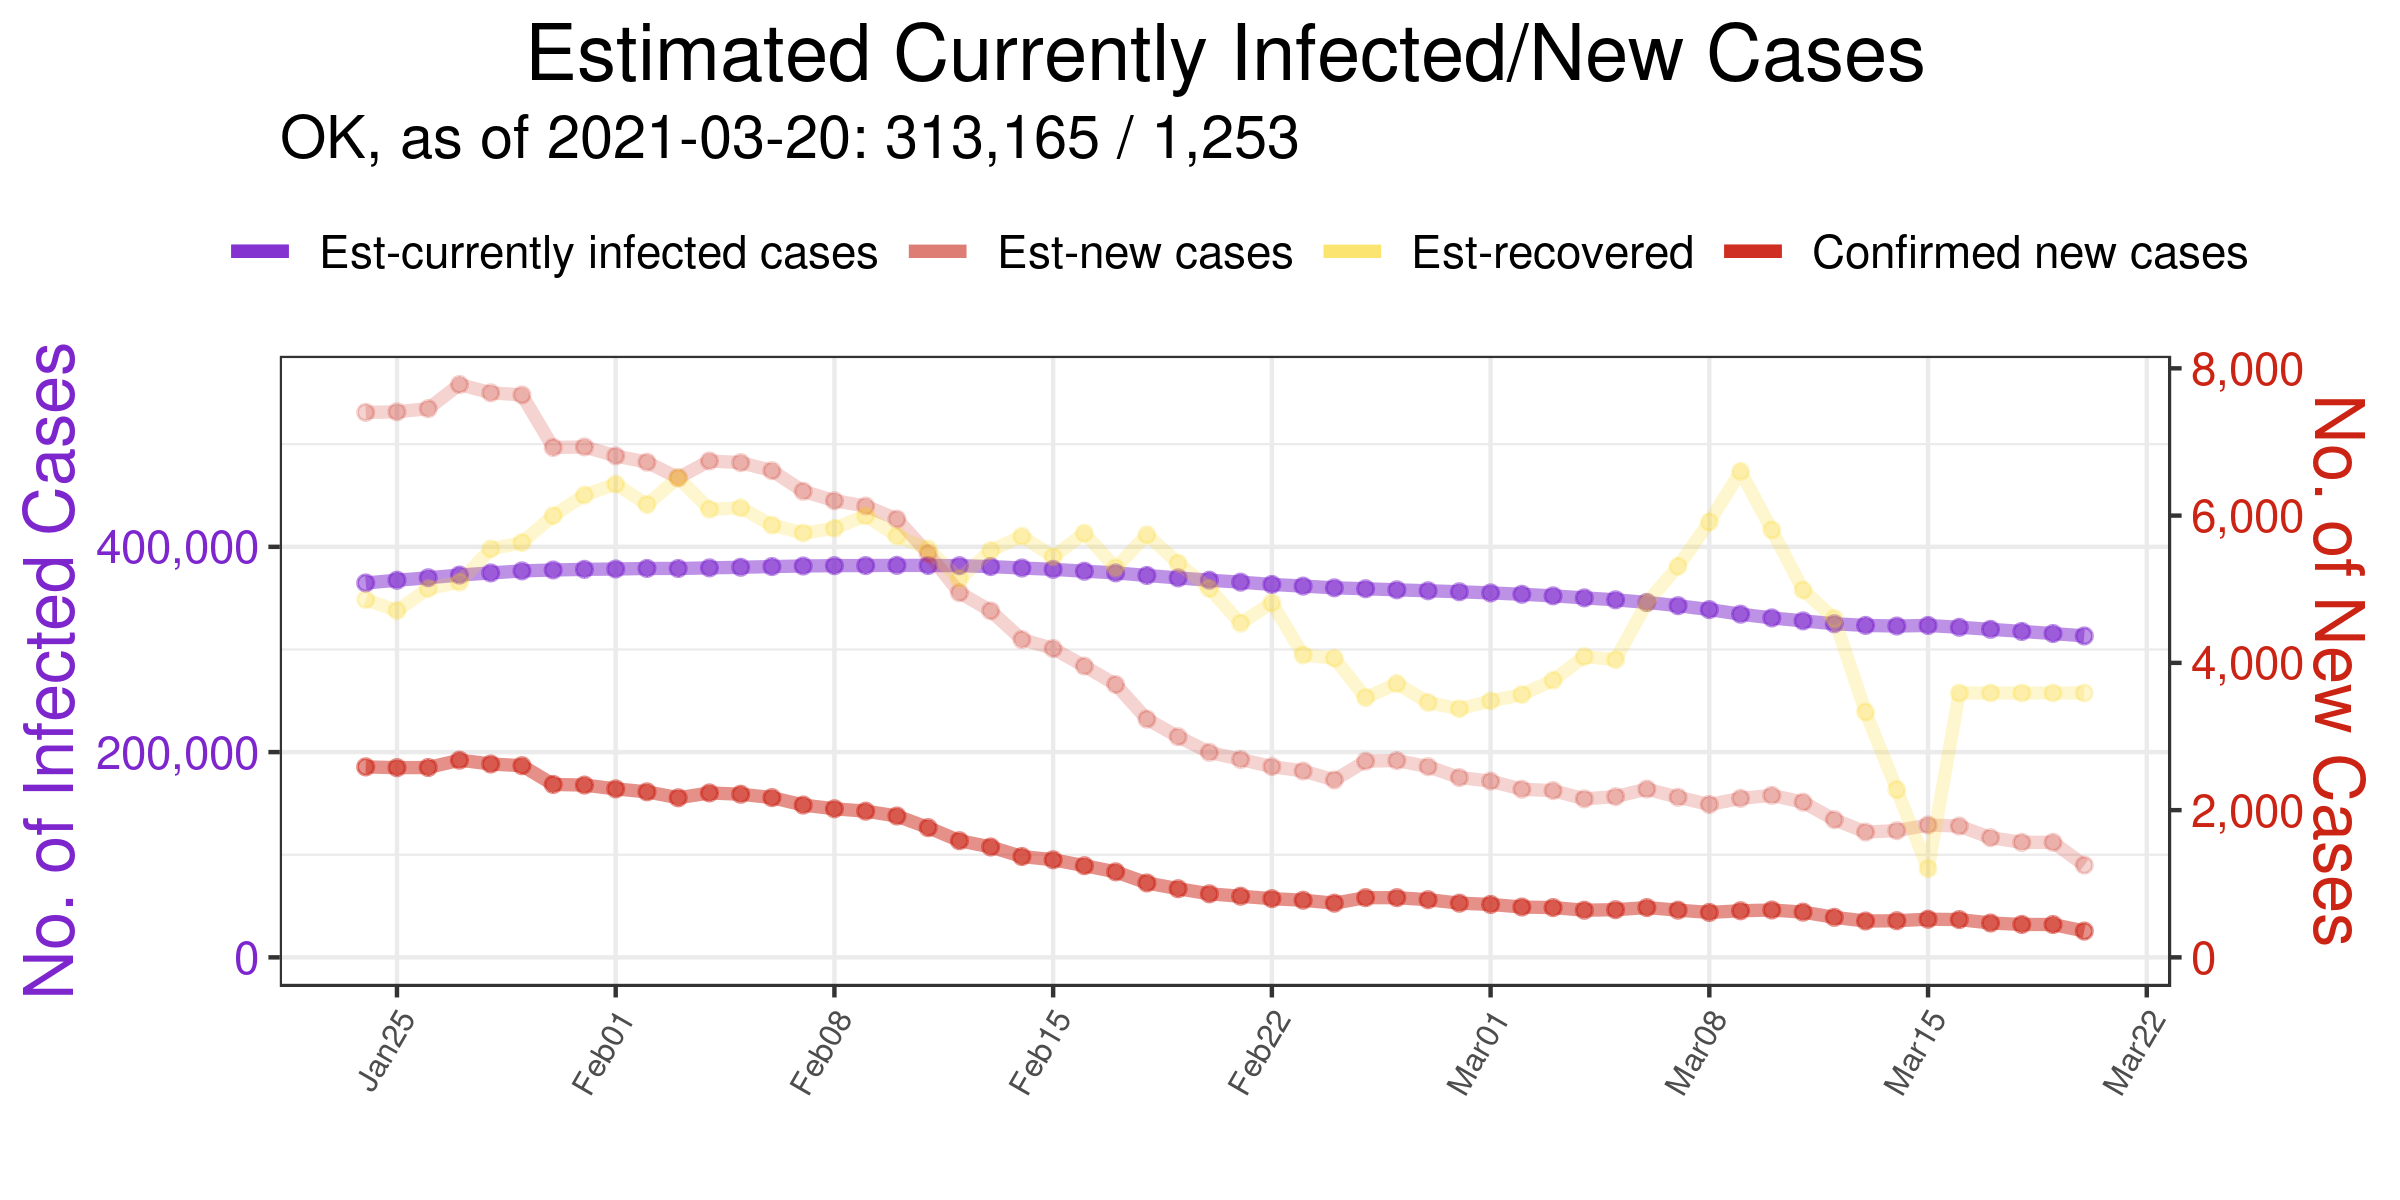 Estimated Currently Infected/New Cases
OK, as of 2021-03-20: 313,165 / 1,253
Est-currently infected cases Est-new cases Est-recovered Confirmed new cases
No. of Infected Cases
400,000
200,000
0
8,000
6,000
4,000
2,000
0
No. of New Cases
Jan25 Feb01 Feb08 Feb15 Feb22 Mar01 Mar08 Mar15 Mar22